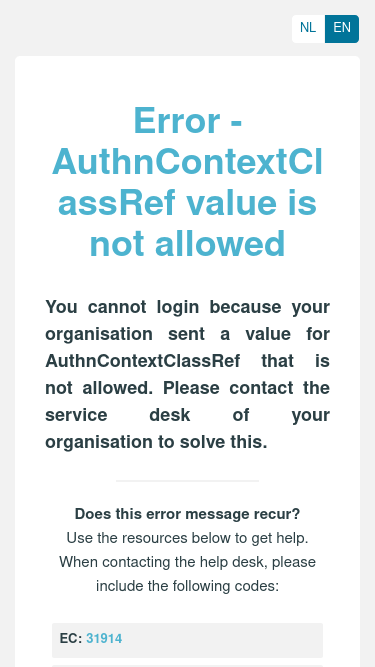 NL EN
Error -
AuthnContextCl
assRef value is
not allowed
You cannot login because your
organisation sent a value for
AuthnContextClassRef that is
not allowed. Please contact the
service desk of your
organisation to solve this.
Does this error message recur?
Use the resources below to get help.
When contacting the help desk, please
include the following codes:
EC: 31914